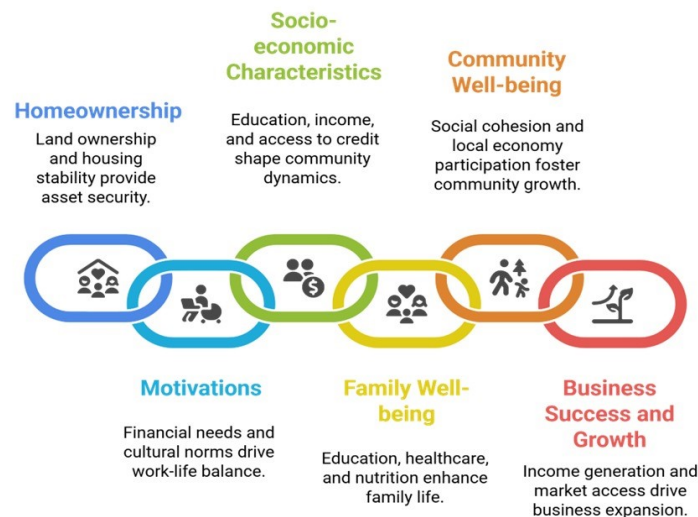 Homeownership
Land ownership
and housing
stability provide
asset security.
Socio-
economic
Characteristics
Education, income,
and access to credit
shape community
dynamics.
Community
Well-being
Social cohesion and
local economy
participation foster
community growth.
$
Motivations
Financial needs and
cultural norms drive
work-life balance.
Family Well-
being
Education, healthcare,
and nutrition enhance
family life.
Business
Success and
Growth
Income generation and
market access drive
business expansion.